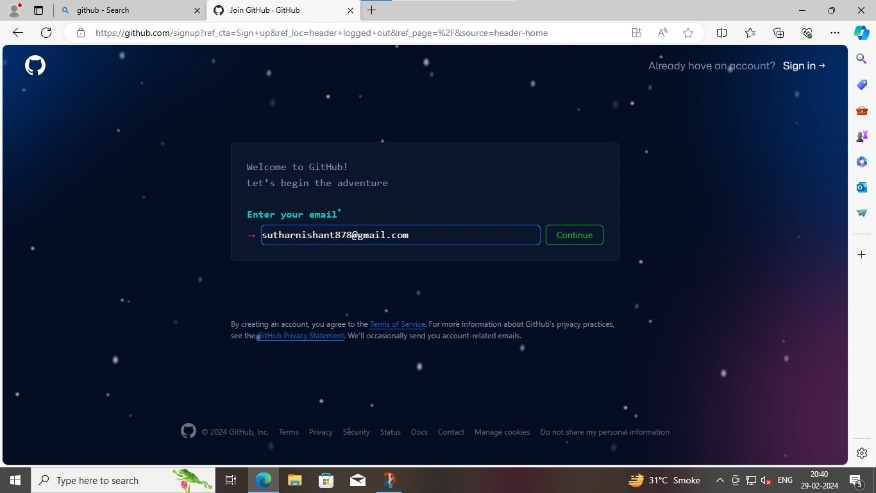 github - Search
Join GitHub · GitHub
https://github.com/signup?ref_cta=Sign+up&ref_loc=header+logged+out&ref_page=%2F&source=header-home
Already have an account? Sign in →
Welcome to GitHub!
Let's begin the adventure
Enter your email*
→ sutharnishant878@gmail.com Continue
By creating an account, you agree to the Terms of Service. For more information about GitHub's privacy practices,
see the GitHub Privacy Statement. We'll occasionally send you account-related emails.
© 2024 GitHub, Inc. Terms Privacy Security Status Docs Contact Manage cookies Do not share my personal information
Type here to search
31°C Smoke
ENG
20:40
29-02-2024
5